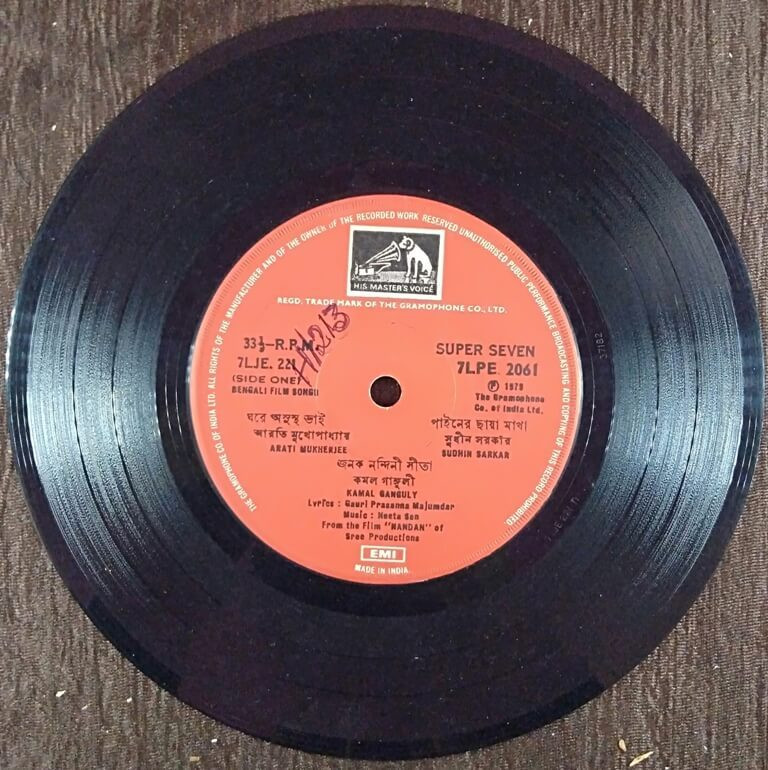 THE GRAMOPHONE CO OF INDIA LTD. ALL RIGHTS OF THE MANUFACTURER AND OF THE OWNER OF THE RECORDED WORK RESERVED UNAUTHORISED PUBLIC PERFORMANCE BROADCASTING AND COPYING OF THIS RECORD PROHIBITED
HIS MASTER'S VOICE
REGD. TRADE MARK OF THE GRAMOPHONE CO., LTD.
33⅓-R.P.M.
SUPER SEVEN
7LJE. 221
7LPE. 2061
(SIDE ONE)
Ⓟ 1979
BENGALI FILM SONGS
The Gramophone
Co. of India Ltd.
ঘরে অসুস্থ ভাই
পাইনের ছায়া মাখা
আরতি মুখোপাধ্যায়
সুধীন সরকার
ARATI MUKHERJEE
SUDHIN SARKAR
জনক নন্দিনী সীতা
কমল গাঙ্গুলী
KAMAL GANGULY
Lyrics : Gauri Prasanna Majumdar
Music : Neeta Sen
From the Film "NANDAN" of
Sree Productions
EMI
MADE IN INDIA.